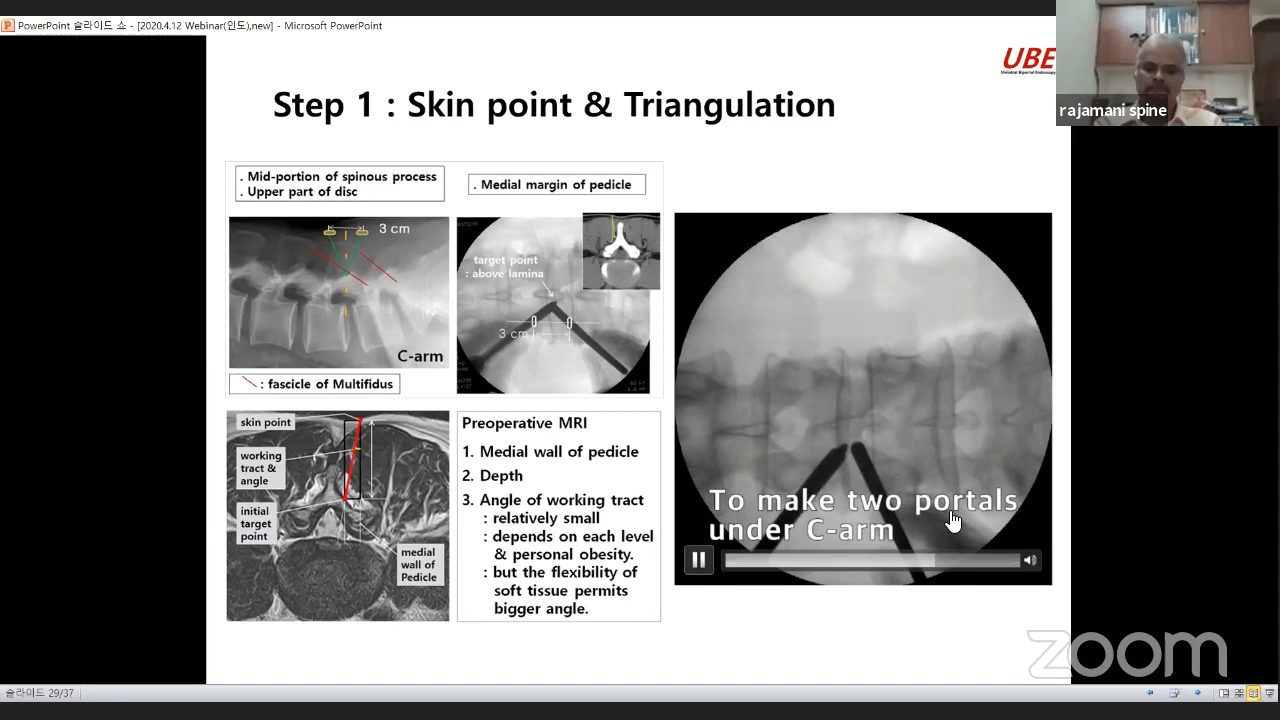 PowerPoint 슬라이드 쇼 - [2020.4.12 Webinar(인도),new] - Microsoft PowerPoint
UBE
Unilateral Biportal Endoscopy
rajamani spine
Step 1 : Skin point & Triangulation
. Mid-portion of spinous process
. Upper part of disc
. Medial margin of pedicle
3 cm
C-arm
target point
: above lamina
3 cm
: fascicle of Multifidus
skin point
working
tract &
angle
initial
target
point
medial
wall of
Pedicle
Preoperative MRI
1. Medial wall of pedicle
2. Depth
3. Angle of working tract
: relatively small
: depends on each level
& personal obesity.
: but the flexibility of
soft tissue permits
bigger angle.
To make two portals
under C-arm
zoom
슬라이드 29/37